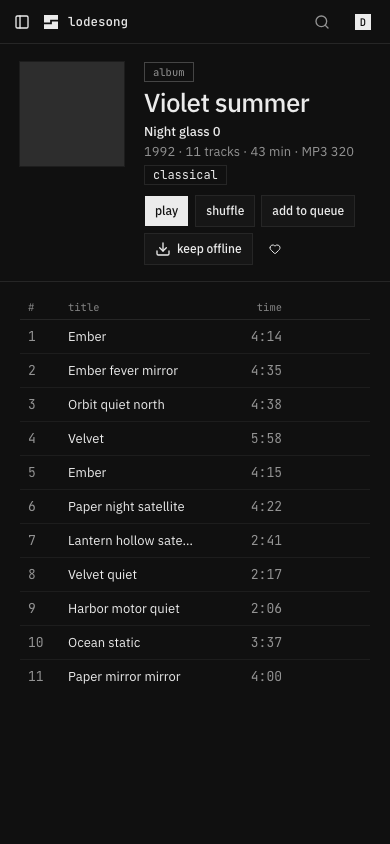 lodesong
D
album
Violet summer
Night glass 0
1992 · 11 tracks · 43 min · MP3 320
classical
play shuffle add to queue
keep offline
# title time
1 Ember 4:14
2 Ember fever mirror 4:35
3 Orbit quiet north 4:38
4 Velvet 5:58
5 Ember 4:15
6 Paper night satellite 4:22
7 Lantern hollow sate... 2:41
8 Velvet quiet 2:17
9 Harbor motor quiet 2:06
10 Ocean static 3:37
11 Paper mirror mirror 4:00